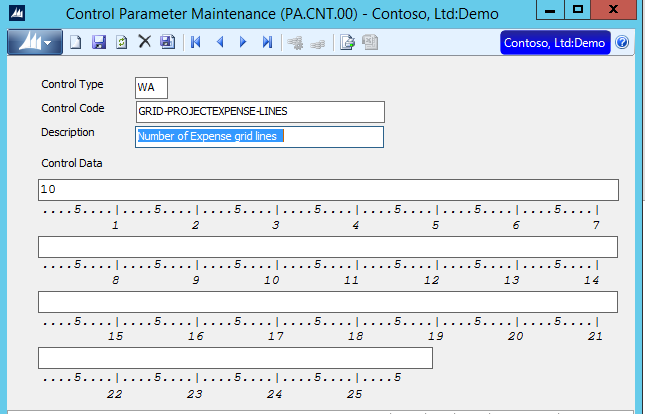 Control Parameter Maintenance (PA.CNT.00) - Contoso, Ltd:Demo
Contoso, Ltd:Demo
Control Type WA
Control Code GRID-PROJECTEXPENSE-LINES
Description Number of Expense grid lines
Control Data
10
....5....|....5....|....5....|....5....|....5....|....5....|....5....|
1 2 3 4 5 6 7
....5....|....5....|....5....|....5....|....5....|....5....|....5....|
8 9 10 11 12 13 14
....5....|....5....|....5....|....5....|....5....|....5....|....5....|
15 16 17 18 19 20 21
....5....|....5....|....5....|....5....|....5
22 23 24 25